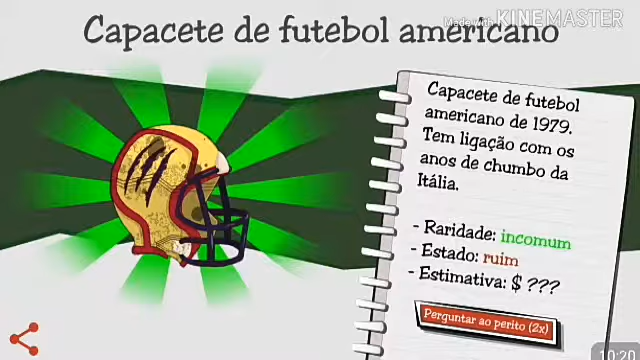 Made with KINEMASTER
Capacete de futebol americano
Capacete de futebol
americano de 1979.
Tem ligação com os
anos de chumbo da
Itália.
- Raridade: incomum
- Estado: ruim
- Estimativa: $ ???
Perguntar ao perito (2x)
10:20